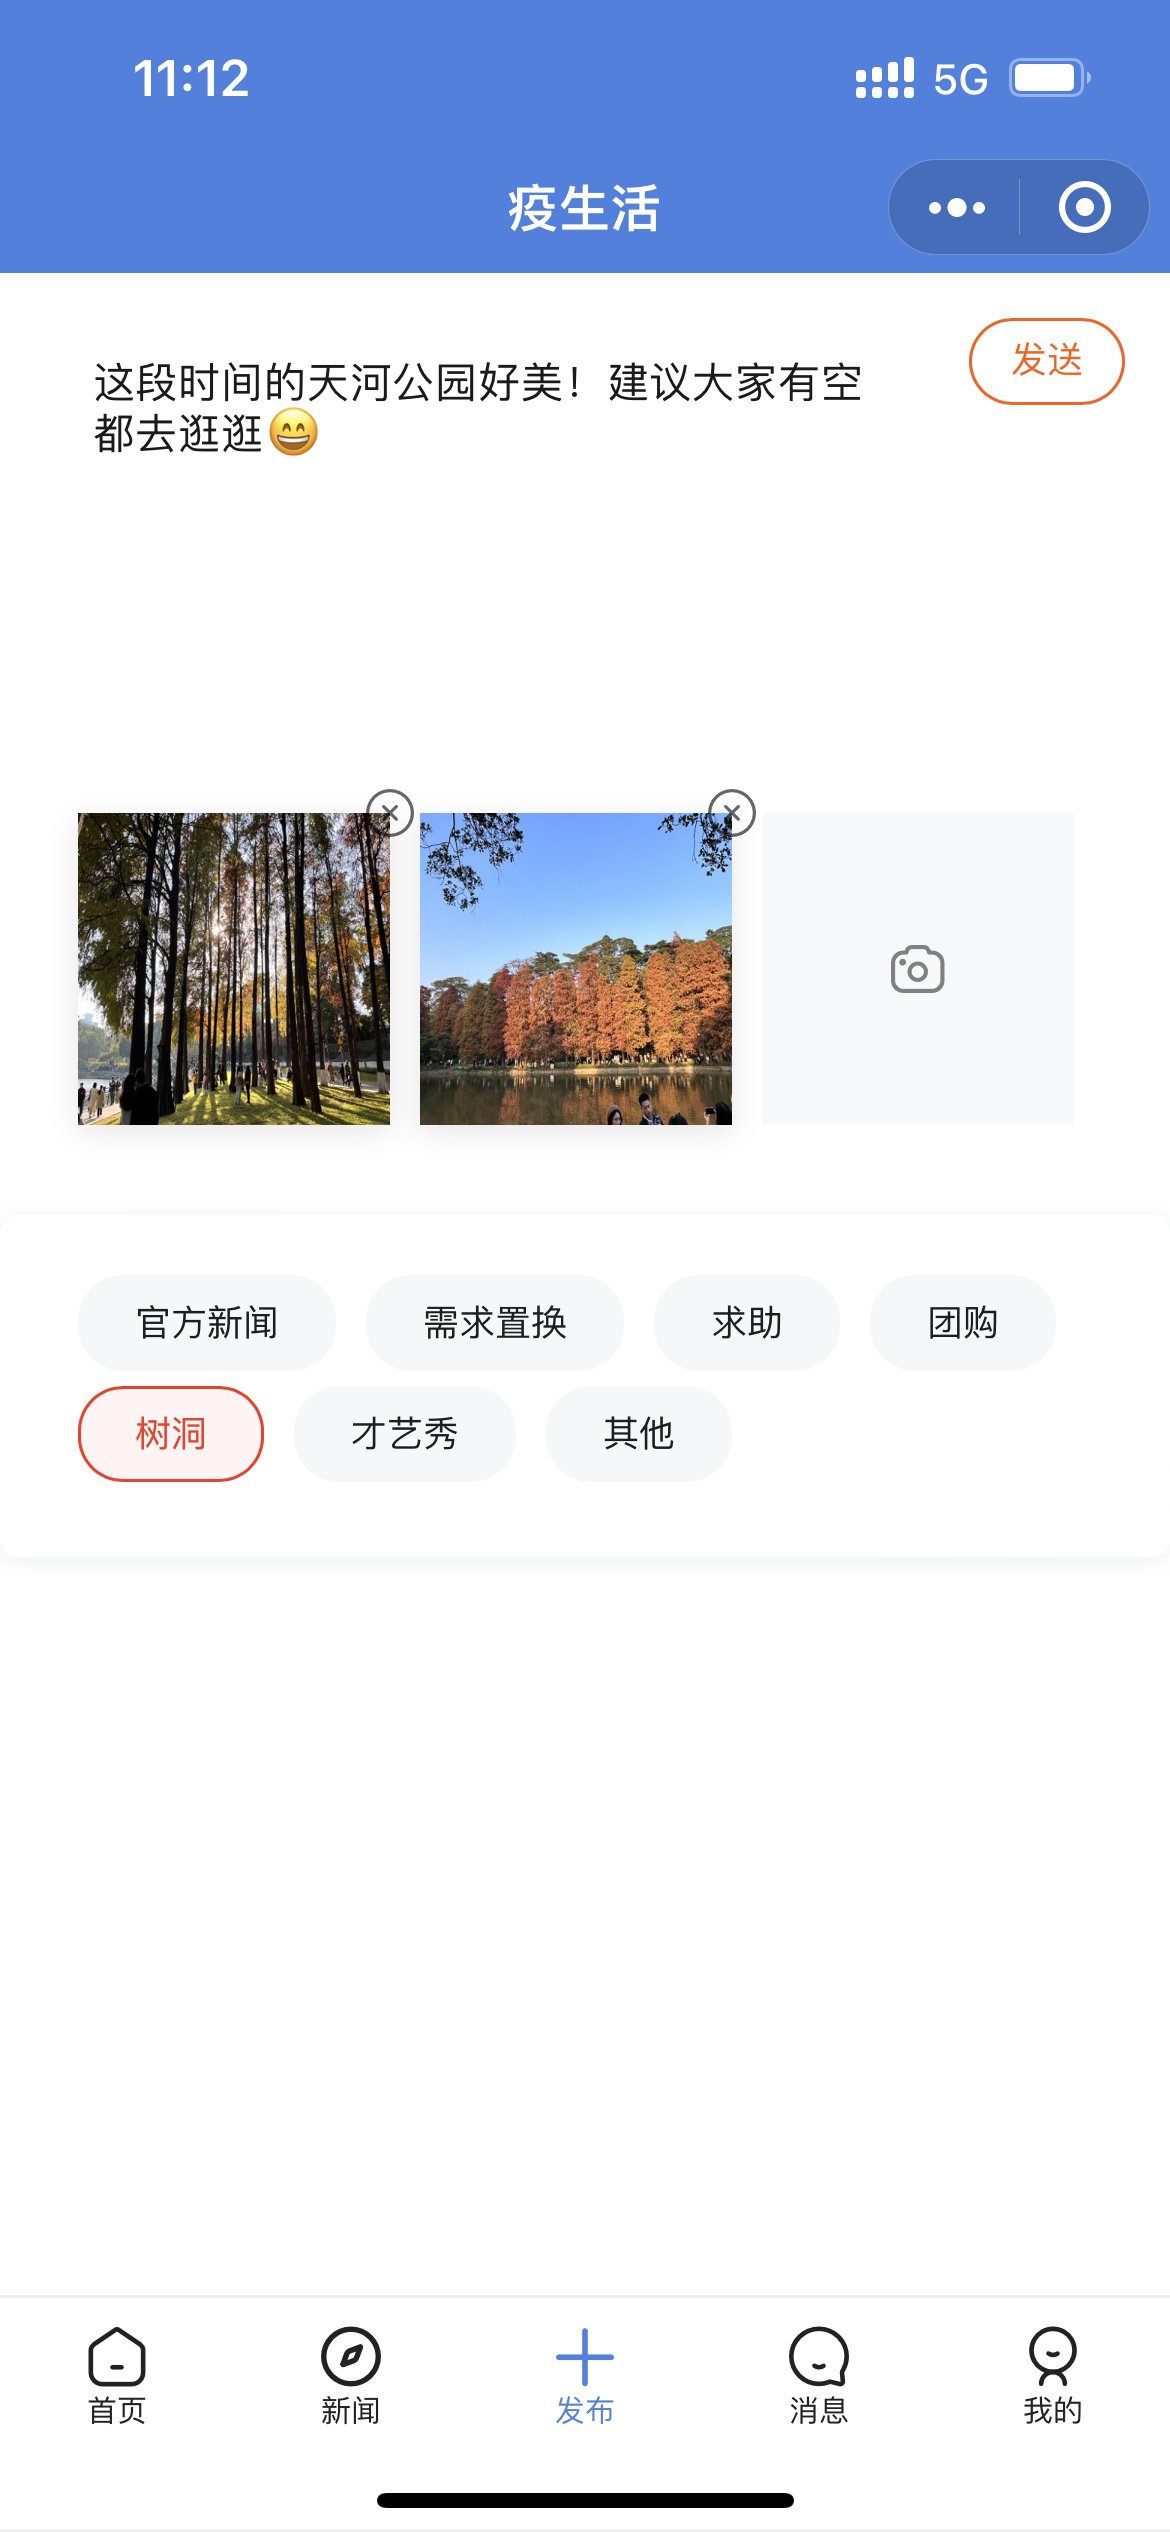 11:12
5G
疫生活
发送
这段时间的天河公园好美！建议大家有空
都去逛逛😄
官方新闻 需求置换 求助 团购
树洞 才艺秀 其他
首页 新闻 发布 消息 我的